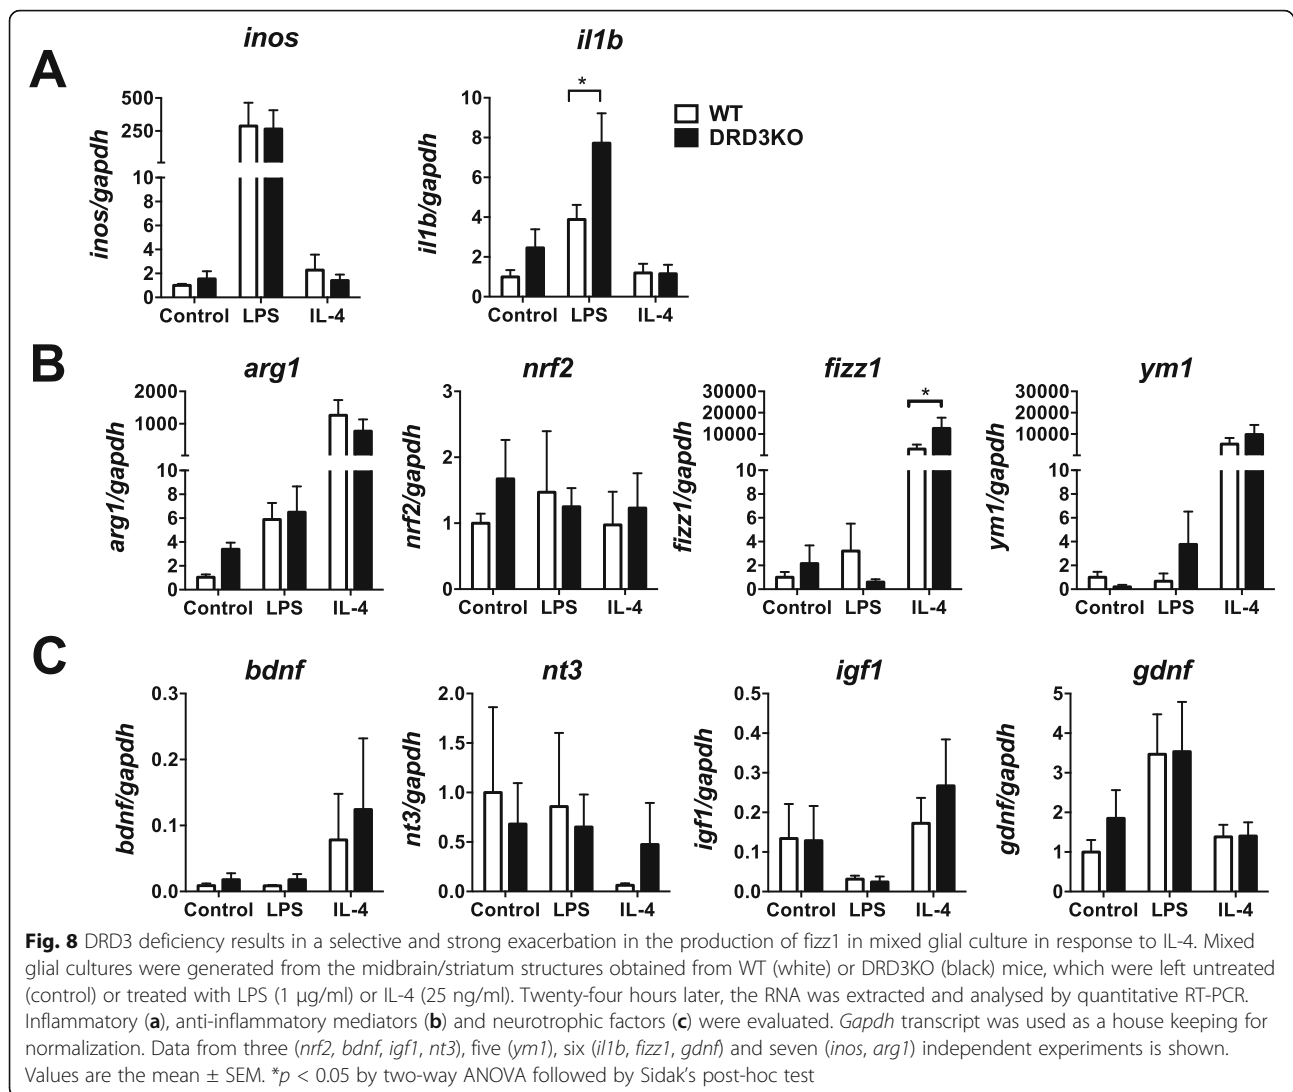 A
inos
inos/gapdh
500
250
10
8
6
4
2
0
Control LPS IL-4
il1b
il1b/gapdh
*
10
8
6
4
2
0
Control LPS IL-4
WT
DRD3KO
B
arg1
arg1/gapdh
2000
1000
10
8
6
4
2
0
Control LPS IL-4
nrf2
nrf2/gapdh
3
2
1
0
Control LPS IL-4
fizz1
fizz1/gapdh
*
30000
20000
10000
10
8
6
4
2
0
Control LPS IL-4
ym1
ym1/gapdh
30000
20000
10000
10
8
6
4
2
0
Control LPS IL-4
C
bdnf
bdnf/gapdh
0.3
0.2
0.1
0.0
Control LPS IL-4
nt3
nt3/gapdh
2.0
1.5
1.0
0.5
0.0
Control LPS IL-4
igf1
igf1/gapdh
0.5
0.4
0.3
0.2
0.1
0.0
Control LPS IL-4
gdnf
gdnf/gapdh
5
4
3
2
1
0
Control LPS IL-4
Fig. 8 DRD3 deficiency results in a selective and strong exacerbation in the production of fizz1 in mixed glial culture in response to IL-4. Mixed
glial cultures were generated from the midbrain/striatum structures obtained from WT (white) or DRD3KO (black) mice, which were left untreated
(control) or treated with LPS (1 μg/ml) or IL-4 (25 ng/ml). Twenty-four hours later, the RNA was extracted and analysed by quantitative RT-PCR.
Inflammatory (a), anti-inflammatory mediators (b) and neurotrophic factors (c) were evaluated. Gapdh transcript was used as a house keeping for
normalization. Data from three (nrf2, bdnf, igf1, nt3), five (ym1), six (il1b, fizz1, gdnf) and seven (inos, arg1) independent experiments is shown.
Values are the mean ± SEM. *p < 0.05 by two-way ANOVA followed by Sidak's post-hoc test